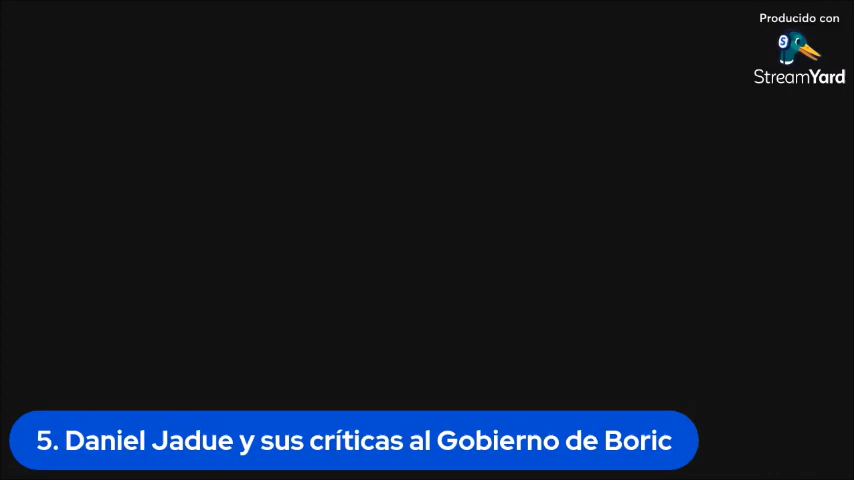 Producido con
StreamYard
5. Daniel Jadue y sus críticas al Gobierno de Boric